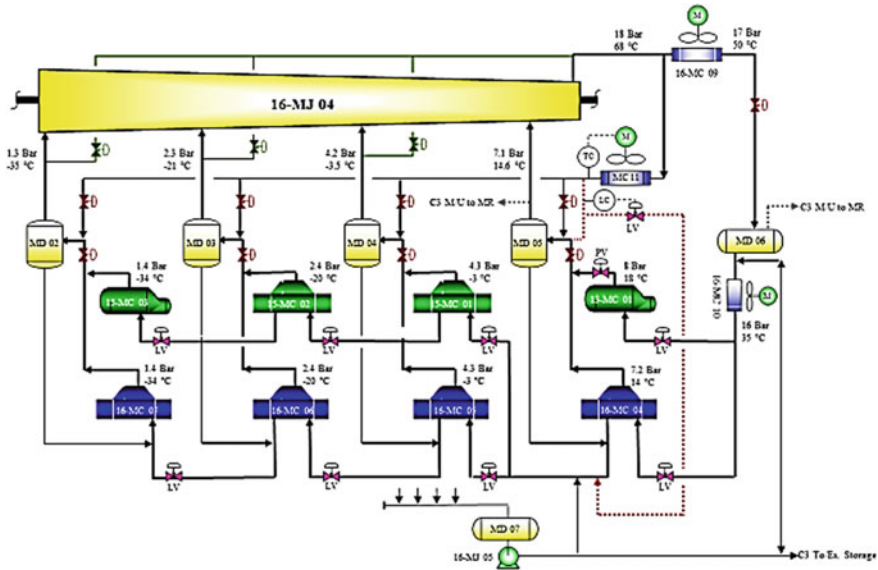 M
18 Bar
68 °C
17 Bar
50 °C
16-MC 09
16-MJ 04
D
1.3 Bar
-35 °C
D
2.3 Bar
-21 °C
D
4.2 Bar
-3.5 °C
D
7.1 Bar
14.6 °C
TC
M
MC 11
D
D
D
D
C3 M/U to MR
LC
LV
C3 M/U to MR
MD 02
MD 03
MD 04
MD 05
MD 06
D
D
D
D
1.4 Bar
-34 °C
2.4 Bar
-20 °C
4.3 Bar
-3 °C
PV
8 Bar
18 °C
15-MC 03
15-MC 02
15-MC 01
16-MC 10
M
LV
LV
LV
LV
16 Bar
35 °C
1.4 Bar
-34 °C
2.4 Bar
-20 °C
4.3 Bar
-3 °C
7.2 Bar
14 °C
16-MC 06
16-MC 05
16-MC 04
LV
LV
LV
LV
MD 07
16-MJ 05
C3 To Ex. Storage